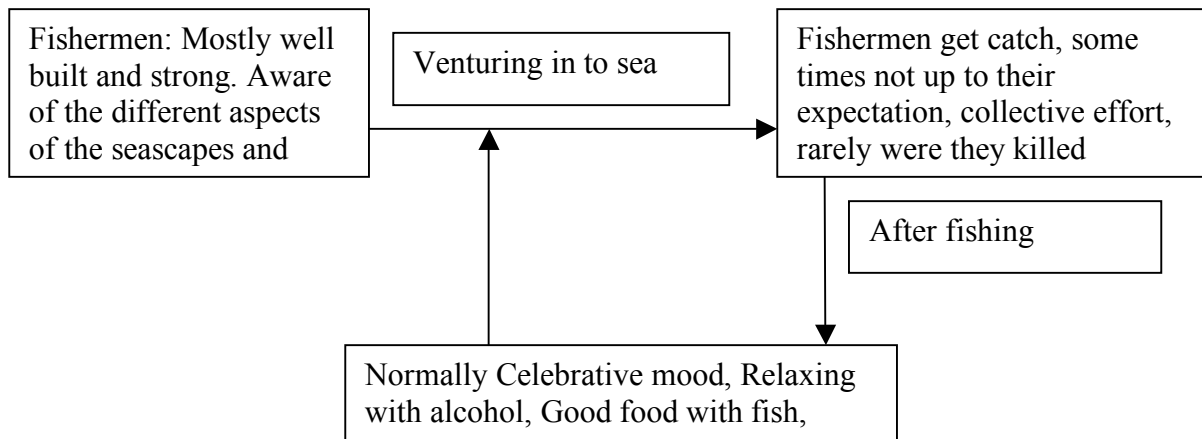 Fishermen: Mostly well
built and strong. Aware
of the different aspects
of the seascapes and
Venturing in to sea
Fishermen get catch, some
times not up to their
expectation, collective effort,
rarely were they killed
After fishing
Normally Celebrative mood, Relaxing
with alcohol, Good food with fish,